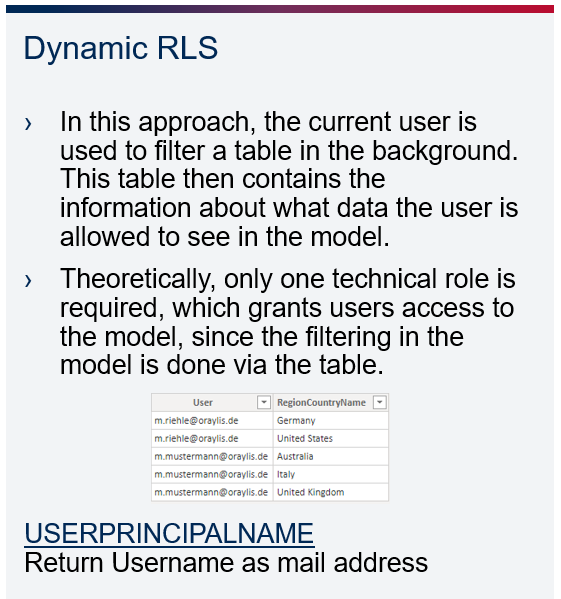 Dynamic RLS
› In this approach, the current user is
used to filter a table in the background.
This table then contains the
information about what data the user is
allowed to see in the model.
› Theoretically, only one technical role is
required, which grants users access to
the model, since the filtering in the
model is done via the table.
User RegionCountryName
m.riehle@oraylis.de Germany
m.riehle@oraylis.de United States
m.mustermann@oraylis.de Australia
m.mustermann@oraylis.de Italy
m.mustermann@oraylis.de United Kingdom
USERPRINCIPALNAME
Return Username as mail address